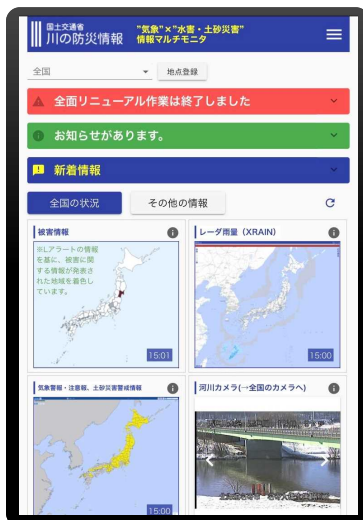 国土交通省
川の防災情報
"気象"×"水害・土砂災害"
情報マルチモニタ
全国
地点登録
全面リニューアル作業は終了しました
お知らせがあります。
新着情報
全国の状況
その他の情報
被害情報
※Lアラートの情報
を基に、被害に関
する情報が発表さ
れた地域を着色し
ています。
15:01
レーダ雨量（XRAIN）
15:00
気象警報・注意報、土砂災害警戒情報
15:00
河川カメラ(→全国のカメラへ)